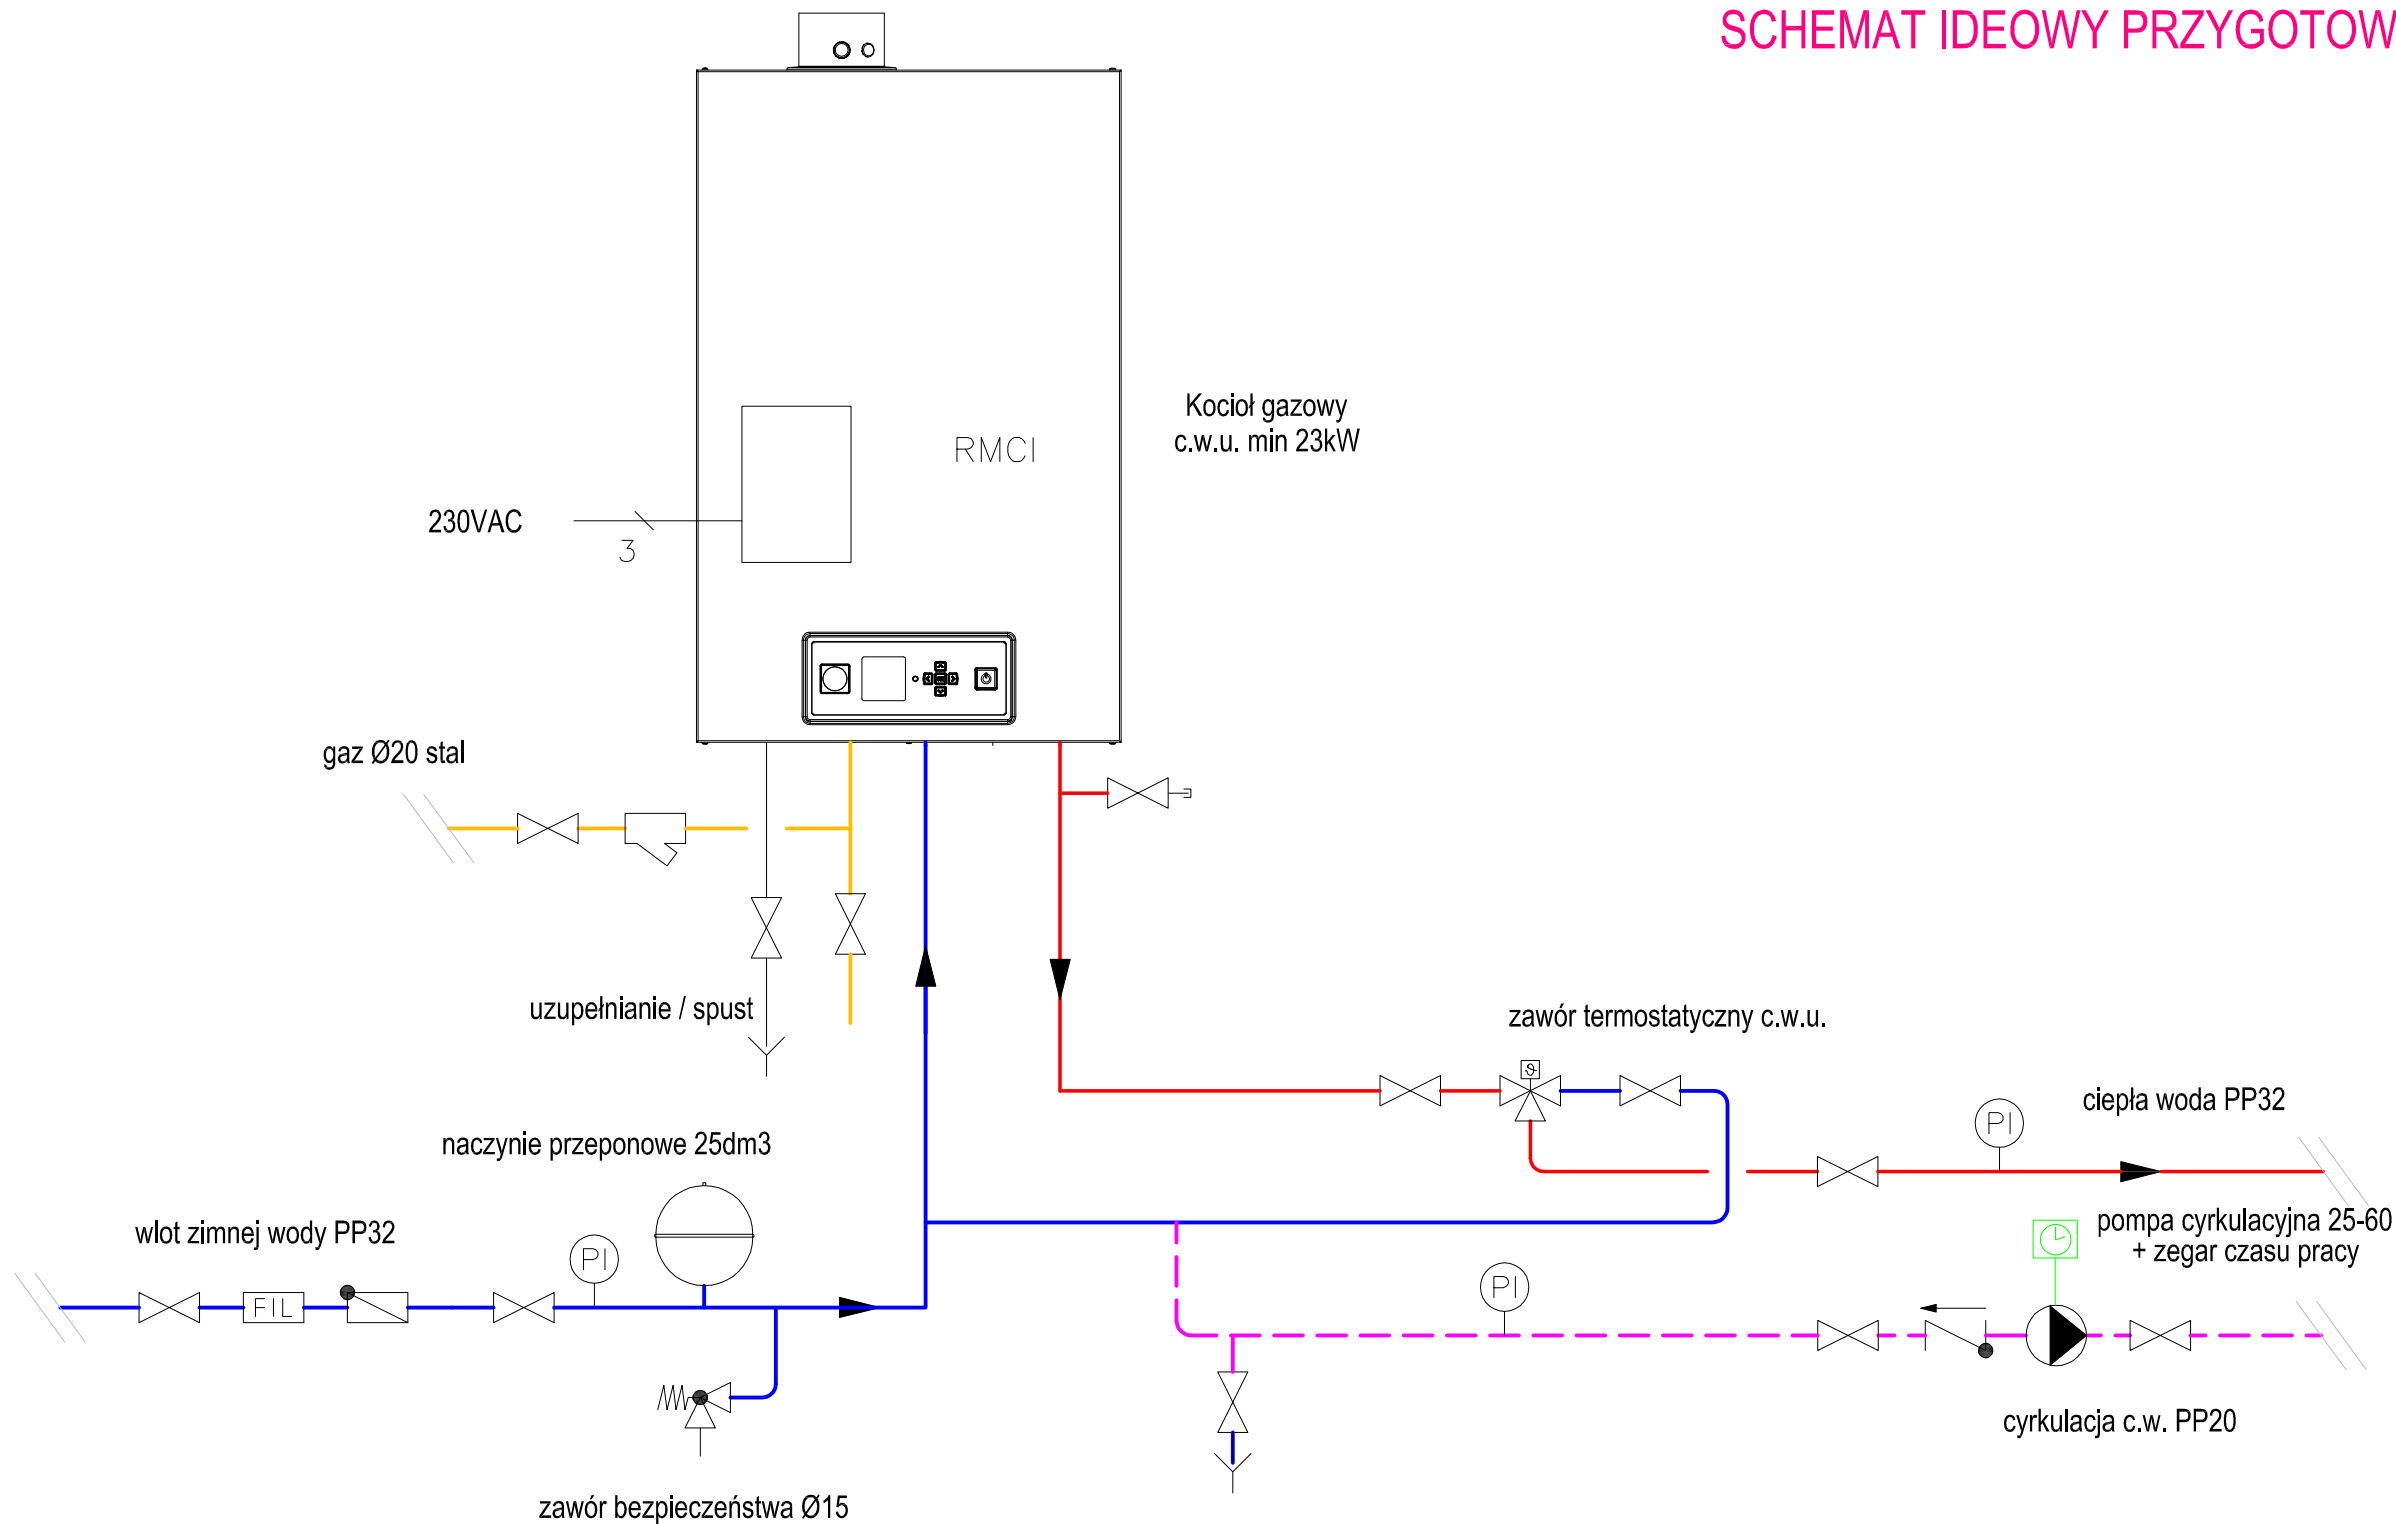 SCHEMAT IDEOWY PRZYGOTOW
Kocioł gazowy
c.w.u. min 23kW
RMCI
230VAC
3
gaz Ø20 stal
uzupełnianie / spust
zawór termostatyczny c.w.u.
ϑ
ciepła woda PP32
PI
naczynie przeponowe 25dm3
wlot zimnej wody PP32
PI
FIL
pompa cyrkulacyjna 25-60
+ zegar czasu pracy
PI
cyrkulacja c.w. PP20
zawór bezpieczeństwa Ø15